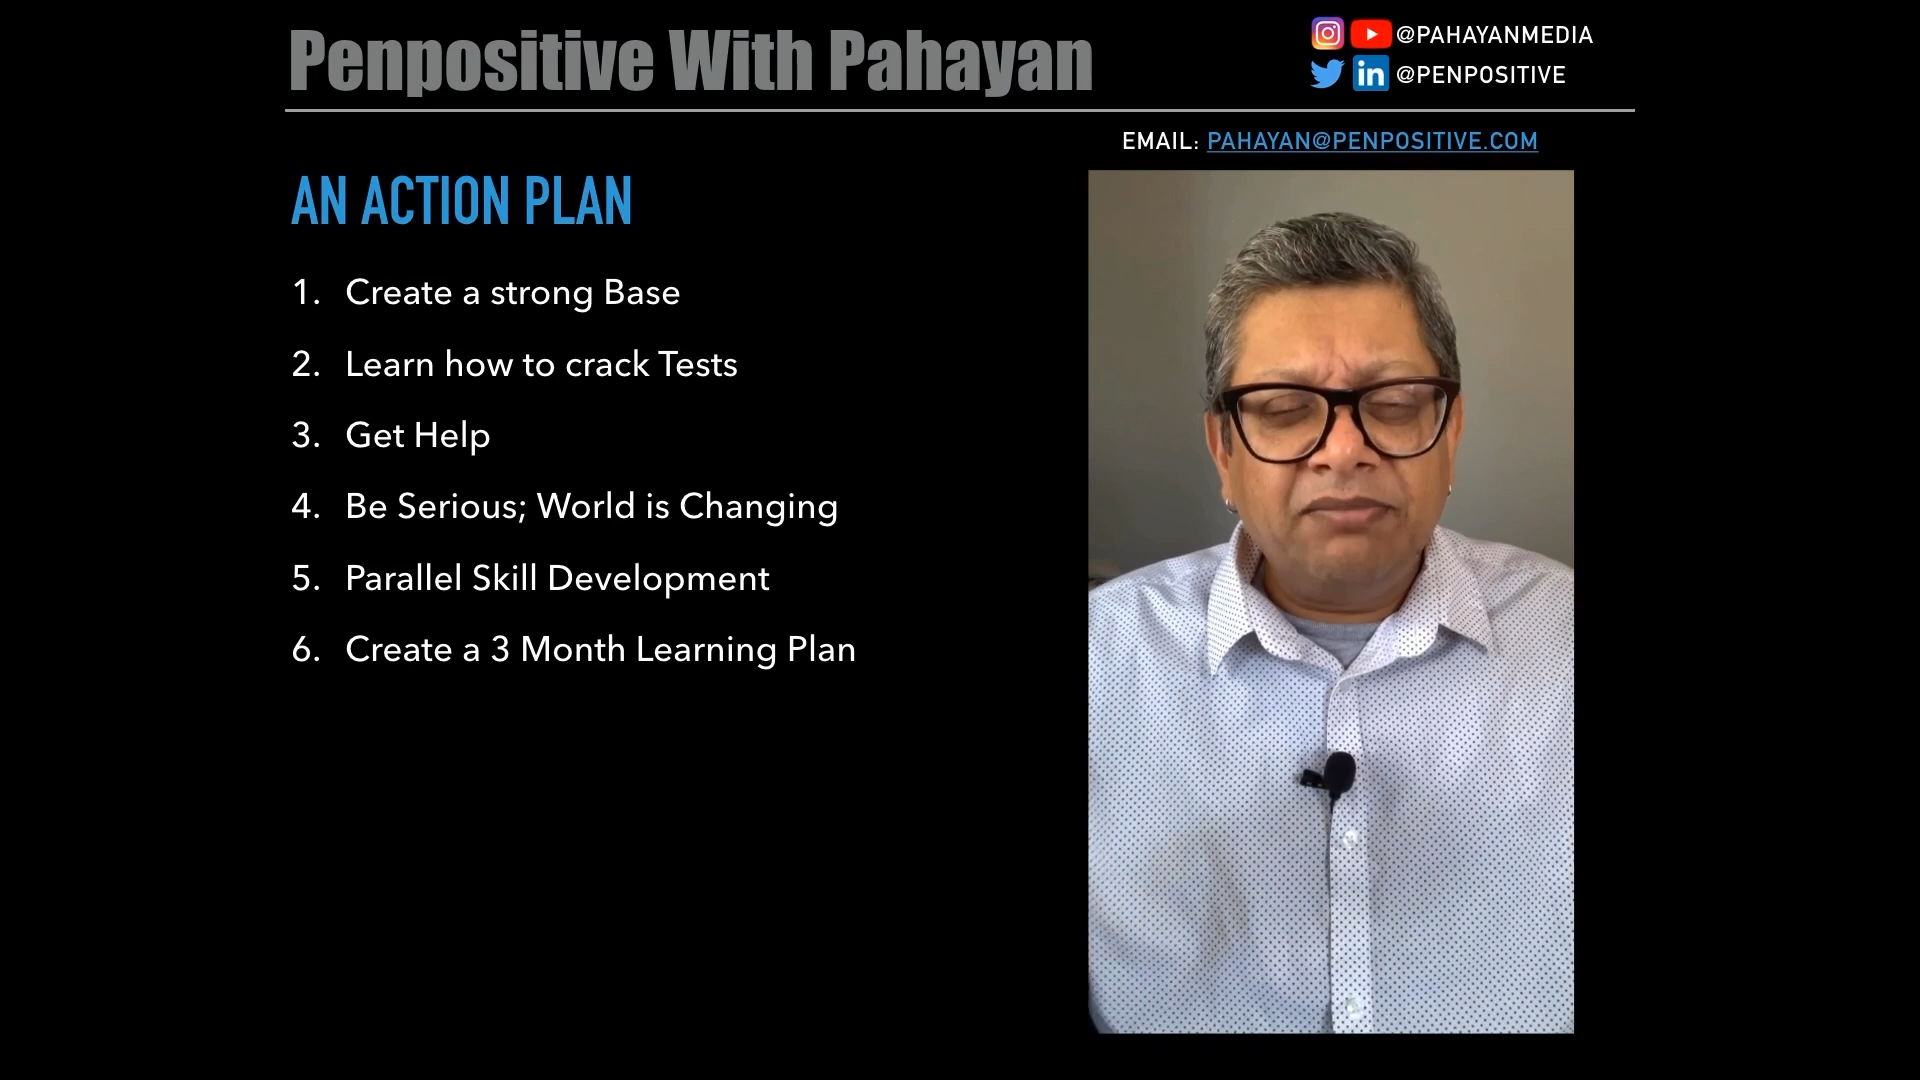 Penpositive With Pahayan
@PAHAYANMEDIA
in @PENPOSITIVE
EMAIL: PAHAYAN@PENPOSITIVE.COM
AN ACTION PLAN
1. Create a strong Base
2. Learn how to crack Tests
3. Get Help
4. Be Serious; World is Changing
5. Parallel Skill Development
6. Create a 3 Month Learning Plan